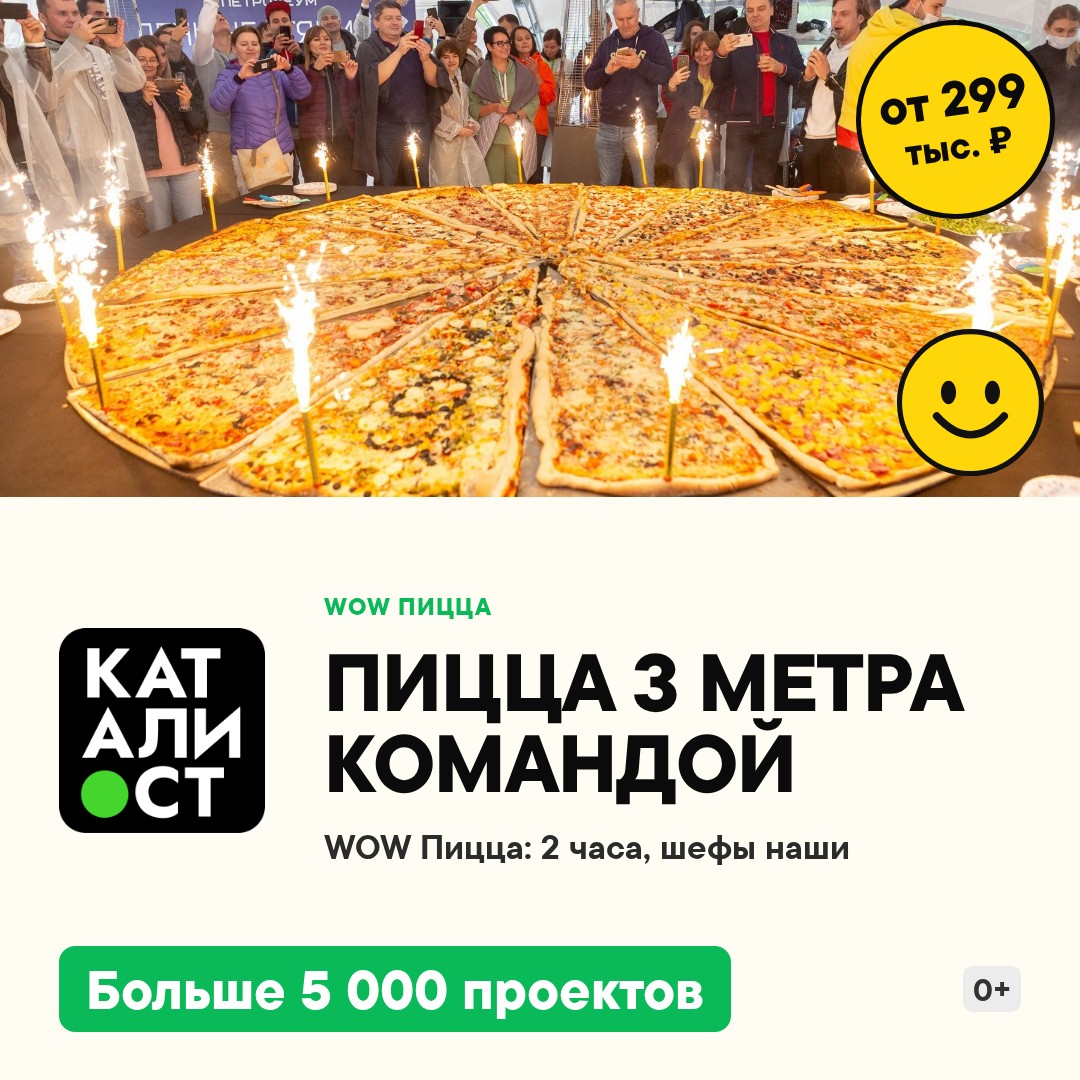 от 299
тыс. ₽
WOW ПИЦЦА
КАТ
АЛИ
СТ
ПИЦЦА 3 МЕТРА
КОМАНДОЙ
WOW Пицца: 2 часа, шефы наши
Больше 5 000 проектов
0+